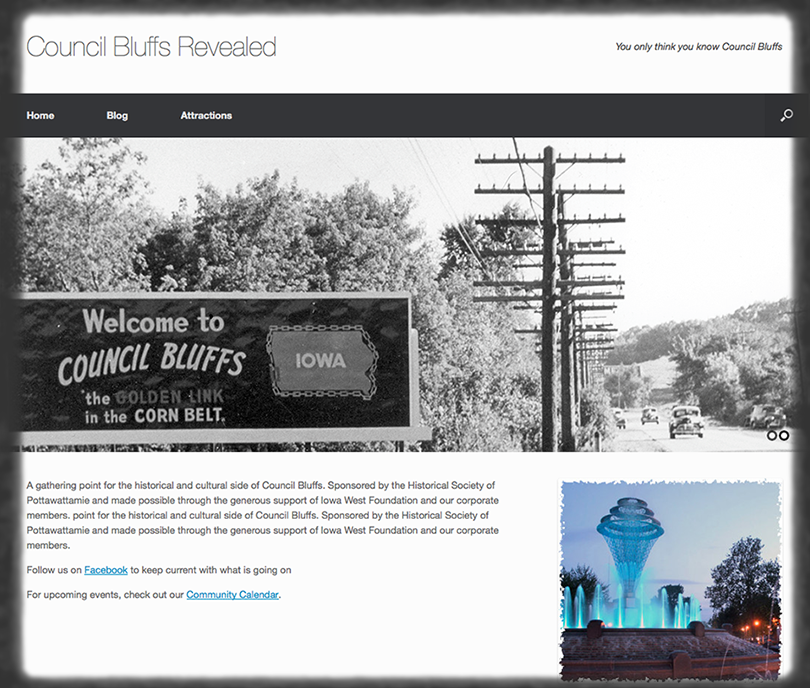 Council Bluffs Revealed
You only think you know Council Bluffs
Home Blog Attractions
Welcome to
COUNCIL BLUFFS
IOWA
the GOLDEN LINK
in the CORN BELT.
A gathering point for the historical and cultural side of Council Bluffs. Sponsored by the Historical Society of
Pottawattamie and made possible through the generous support of Iowa West Foundation and our corporate
members. point for the historical and cultural side of Council Bluffs. Sponsored by the Historical Society of
Pottawattamie and made possible through the generous support of Iowa West Foundation and our corporate
members.
Follow us on Facebook to keep current with what is going on
For upcoming events, check out our Community Calendar.